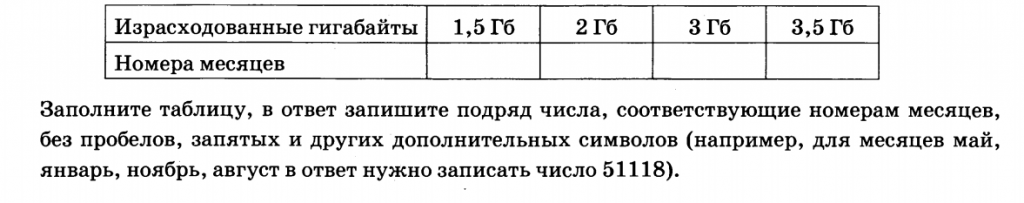 Израсходованные гигабайты 1,5 Гб 2 Гб 3 Гб 3,5 Гб
Номера месяцев
Заполните таблицу, в ответ запишите подряд числа, соответствующие номерам месяцев,
без пробелов, запятых и других дополнительных символов (например, для месяцев май,
январь, ноябрь, август в ответ нужно записать число 51118).